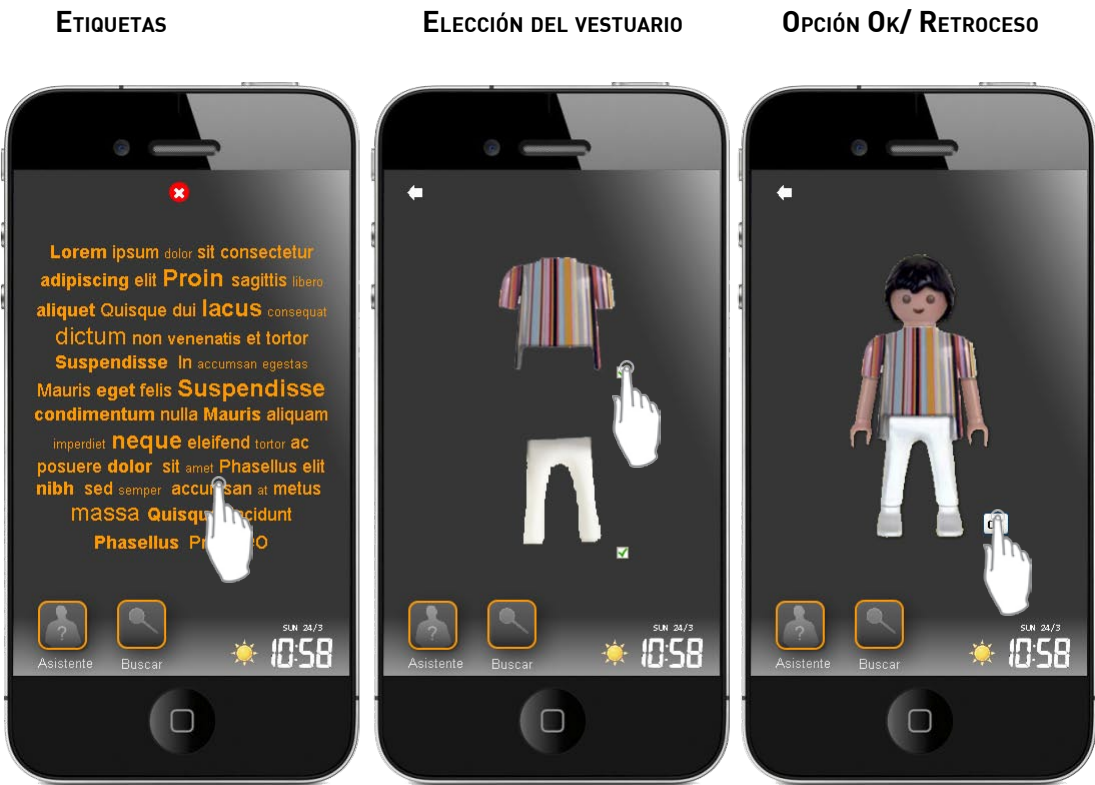 Etiquetas
Elección del vestuario
Opción Ok/ Retroceso
Lorem ipsum dolor sit consectetur
adipiscing elit Proin sagittis libero
aliquet Quisque dui lacus consequat
dictum non venenatis et tortor
Suspendisse In accumsan egestas
Mauris eget felis Suspendisse
condimentum nulla Mauris aliquam
imperdiet neque eleifend tortor ac
posuere dolor sit amet Phasellus elit
nibh sed semper accumsan at metus
massa
Phasellus
Asistente
Buscar
SUN 24/3
10:58
Asistente
Buscar
SUN 24/3
10:58
Asistente
Buscar
SUN 24/3
10:58